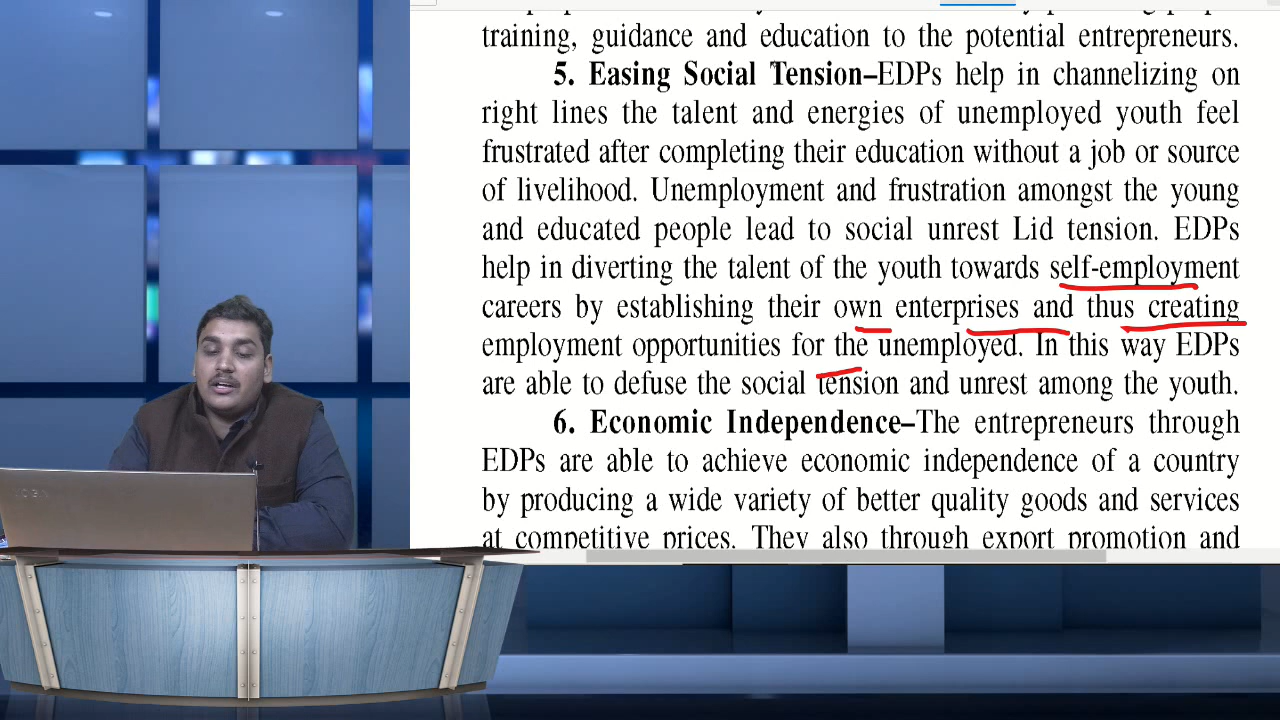 training, guidance and education to the potential entrepreneurs.
5. Easing Social Tension–EDPs help in channelizing on
right lines the talent and energies of unemployed youth feel
frustrated after completing their education without a job or source
of livelihood. Unemployment and frustration amongst the young
and educated people lead to social unrest Lid tension. EDPs
help in diverting the talent of the youth towards self-employment
careers by establishing their own enterprises and thus creating
employment opportunities for the unemployed. In this way EDPs
are able to defuse the social tension and unrest among the youth.
6. Economic Independence–The entrepreneurs through
EDPs are able to achieve economic independence of a country
by producing a wide variety of better quality goods and services
at competitive prices. They also through export promotion and